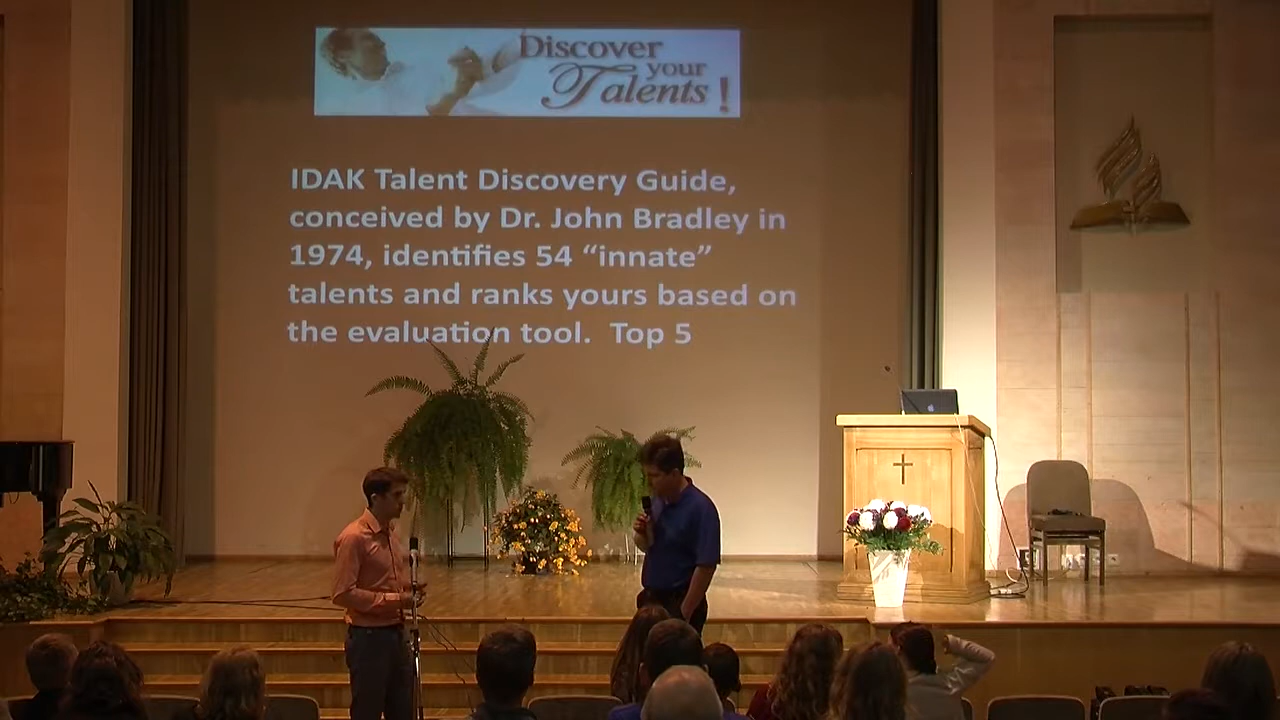 Discover
your
Talents !
IDAK Talent Discovery Guide,
conceived by Dr. John Bradley in
1974, identifies 54 “innate”
talents and ranks yours based on
the evaluation tool.  Top 5